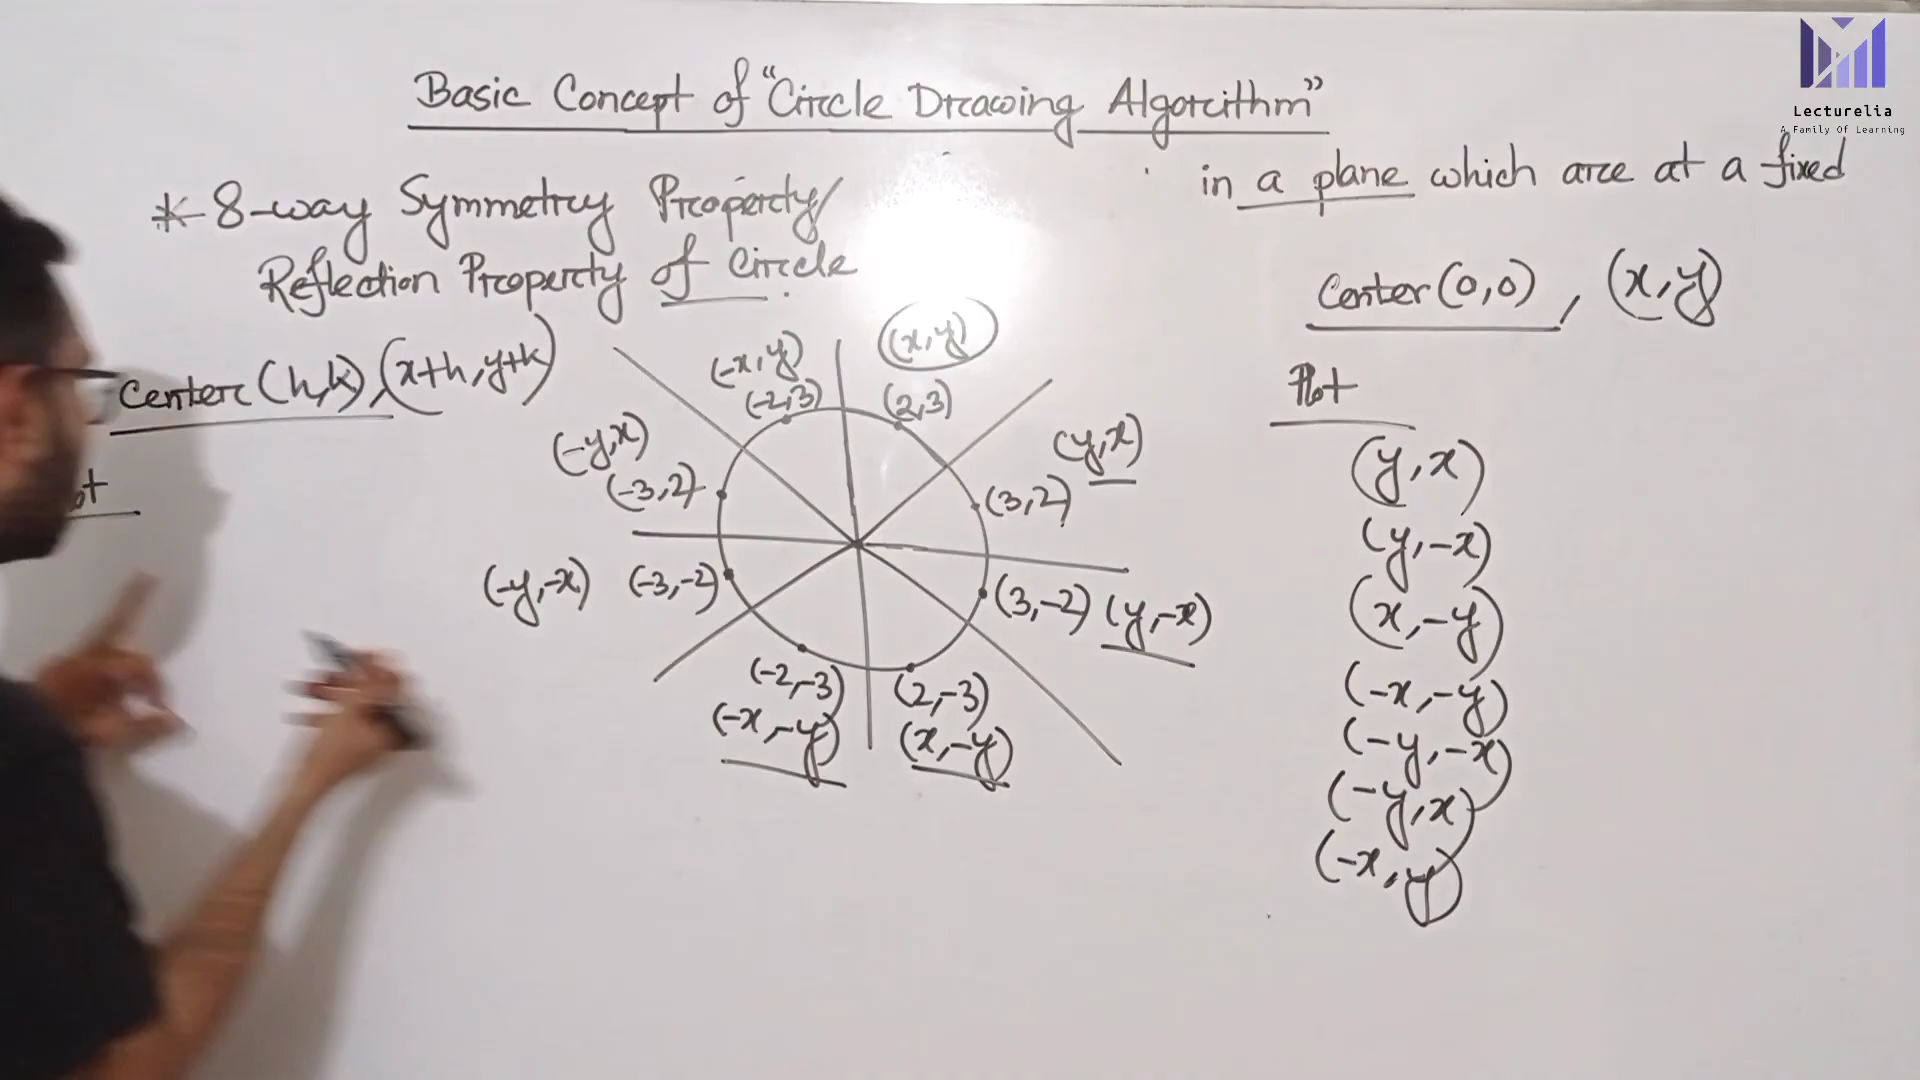 Lecturelia
A Family Of Learning
Basic Concept of "Circle Drawing Algorithm"
in a plane which are at a fixed
* 8-way Symmetry Property/
Reflection Property of Circle
Center (0,0), (x,y)
Center (h,k), (x+h, y+k)
(-x,y)
(x,y)
(-2,3)
(2,3)
(-y,x)
(y,x)
(-3,2)
(3,2)
(-y,-x)
(-3,-2)
(3,-2)
(y,-x)
(-2,-3)
(2,-3)
(-x,-y)
(x,-y)
Plot
(y,x)
(y,-x)
(x,-y)
(-x,-y)
(-y,-x)
(-y,x)
(-x,y)